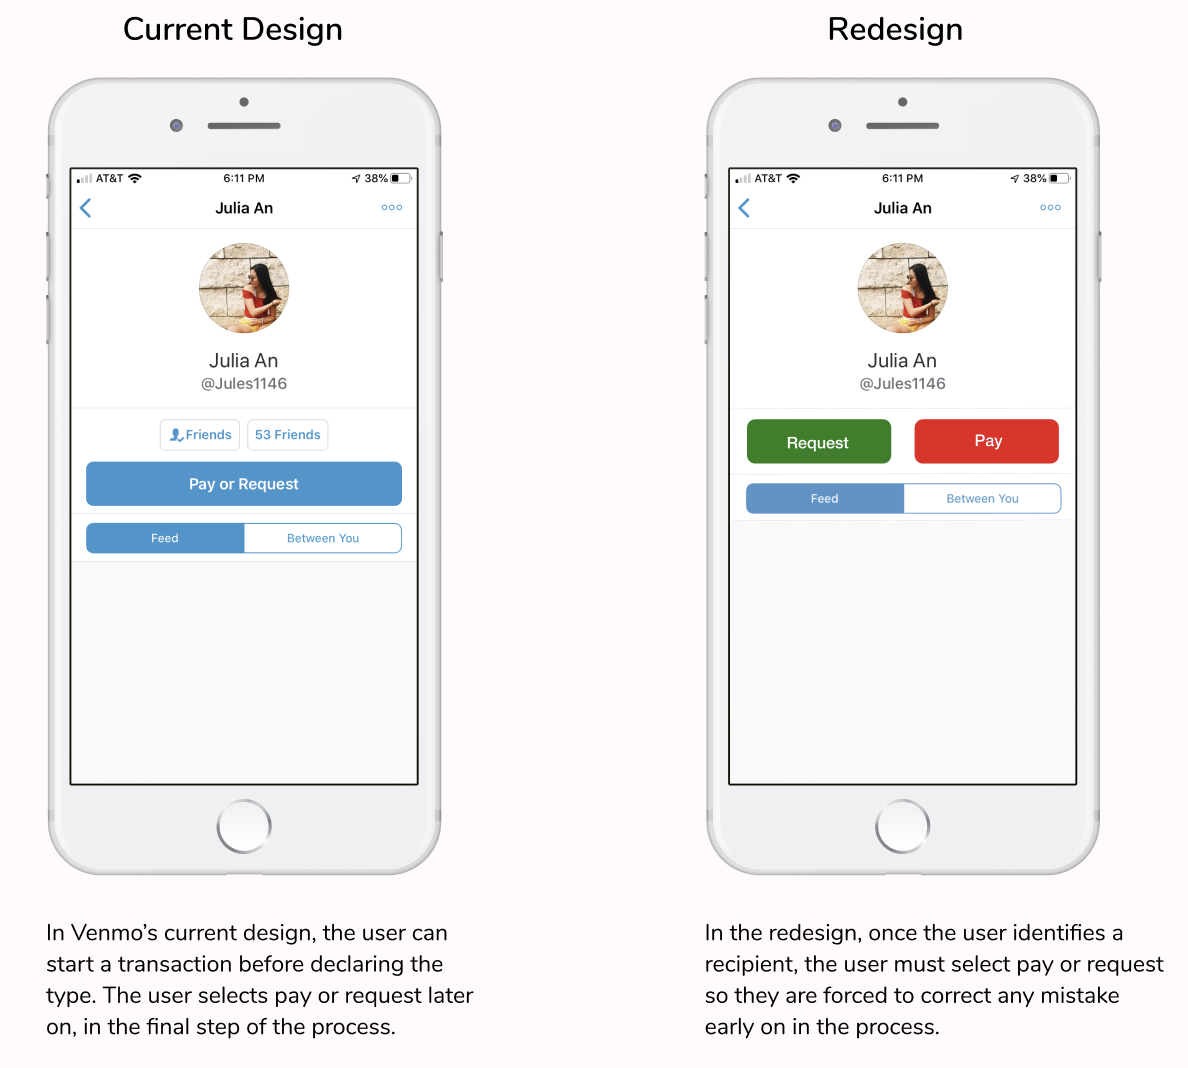 Current Design
Redesign
AT&T 6:11 PM 38%
Julia An
Julia An
@Jules1146
Friends 53 Friends
Pay or Request
Feed Between You
AT&T 6:11 PM 38%
Julia An
Julia An
@Jules1146
Request Pay
Feed Between You
In Venmo’s current design, the user can
start a transaction before declaring the
type. The user selects pay or request later
on, in the final step of the process.
In the redesign, once the user identifies a
recipient, the user must select pay or request
so they are forced to correct any mistake
early on in the process.